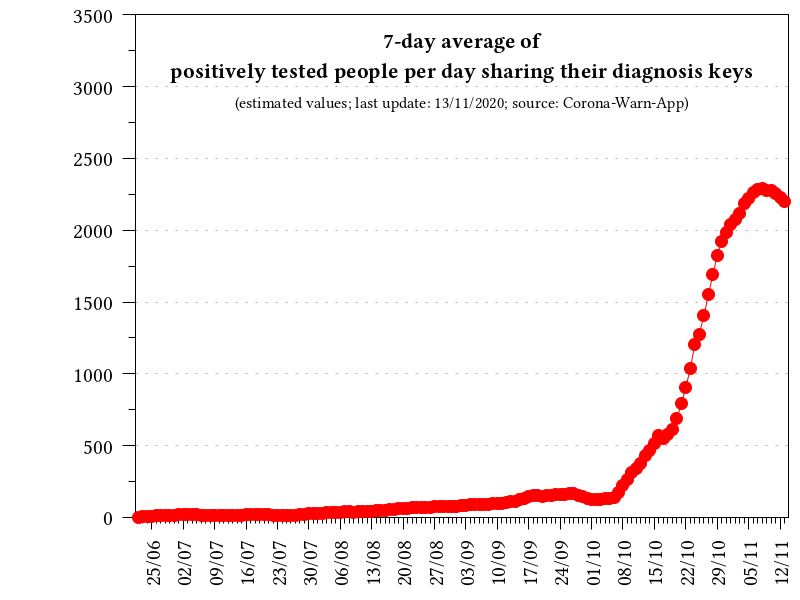 7-day average of
positively tested people per day sharing their diagnosis keys
(estimated values; last update: 13/11/2020; source: Corona-Warn-App)
3500
3000
2500
2000
1500
1000
500
0
25/06 02/07 09/07 16/07 23/07 30/07 06/08 13/08 20/08 27/08 03/09 10/09 17/09 24/09 01/10 08/10 15/10 22/10 29/10 05/11 12/11